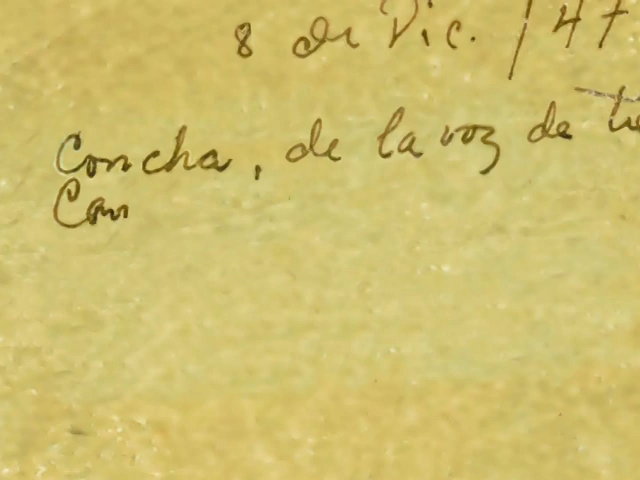 8 de Dic. / 47
Concha, de la voz de
Con